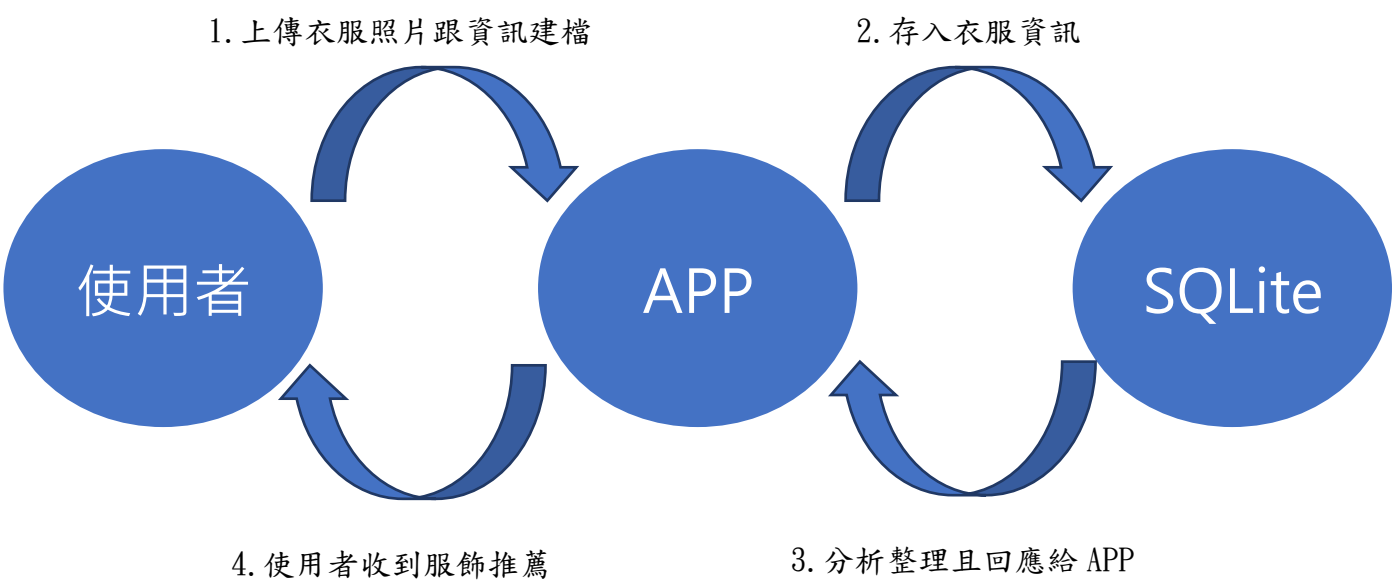 1.上傳衣服照片跟資訊建檔
2.存入衣服資訊
使用者
APP
SQLite
4.使用者收到服飾推薦
3.分析整理且回應給 APP